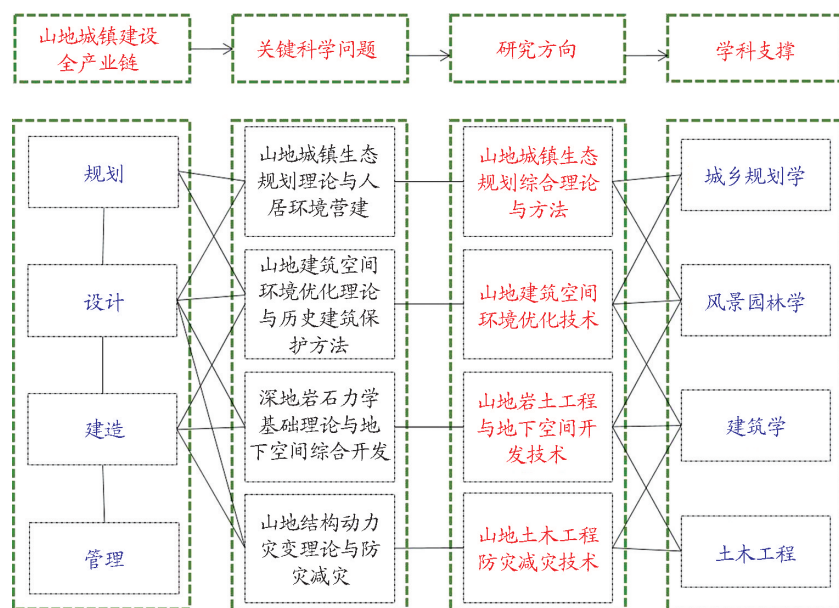 山地城镇建设
全产业链
关键科学问题
研究方向
学科支撑
规划
设计
建造
管理
山地城镇生态
规划理论与人
居环境营建
山地建筑空间
环境优化理论
与历史建筑保
护方法
深地岩石力学
基础理论与地
下空间综合开发
山地结构动力
灾变理论与防
灾减灾
山地城镇生态
规划综合理论
与方法
山地建筑空间
环境优化技术
山地岩土工程
与地下空间开
发技术
山地土木工程
防灾减灾技术
城乡规划学
风景园林学
建筑学
土木工程